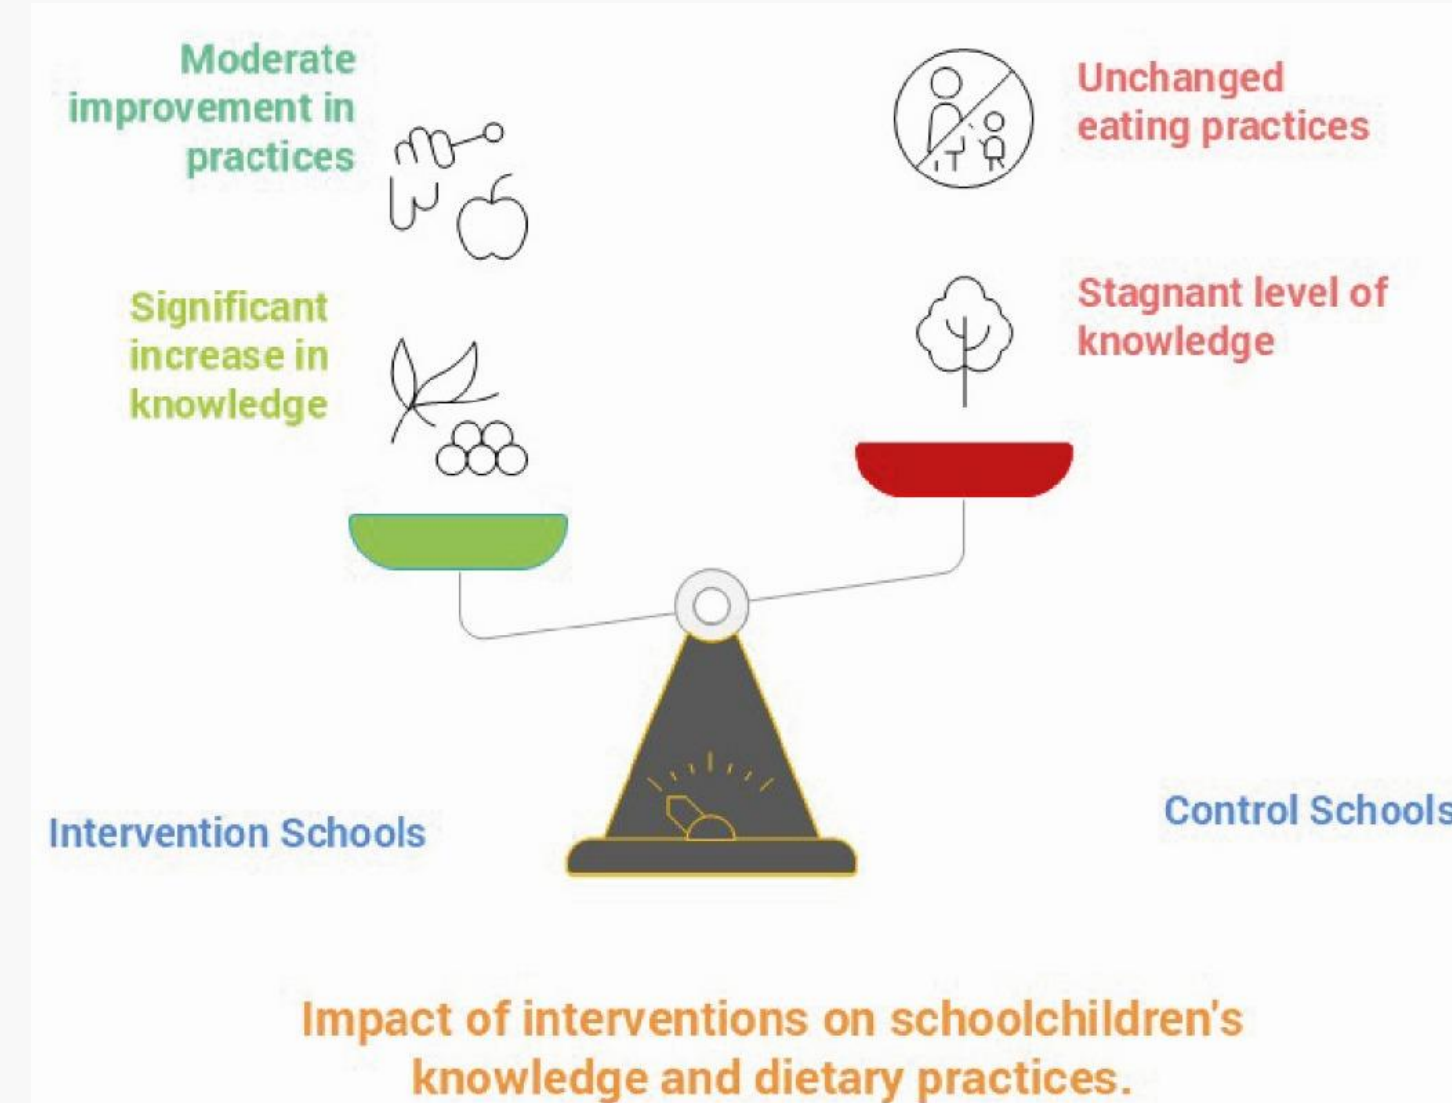 Moderate
improvement in
practices
Significant
increase in
knowledge
Unchanged
eating practices
Stagnant level of
knowledge
Intervention Schools
Control Schools
Impact of interventions on schoolchildren's
knowledge and dietary practices.